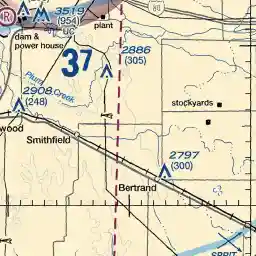 3519
(954)
UC
plant
80
dam &
power house
2886
(305)
37
Plum
Creek
2908
(248)
stockyards
wood
Smithfield
2797
(300)
Bertrand
SPRIT